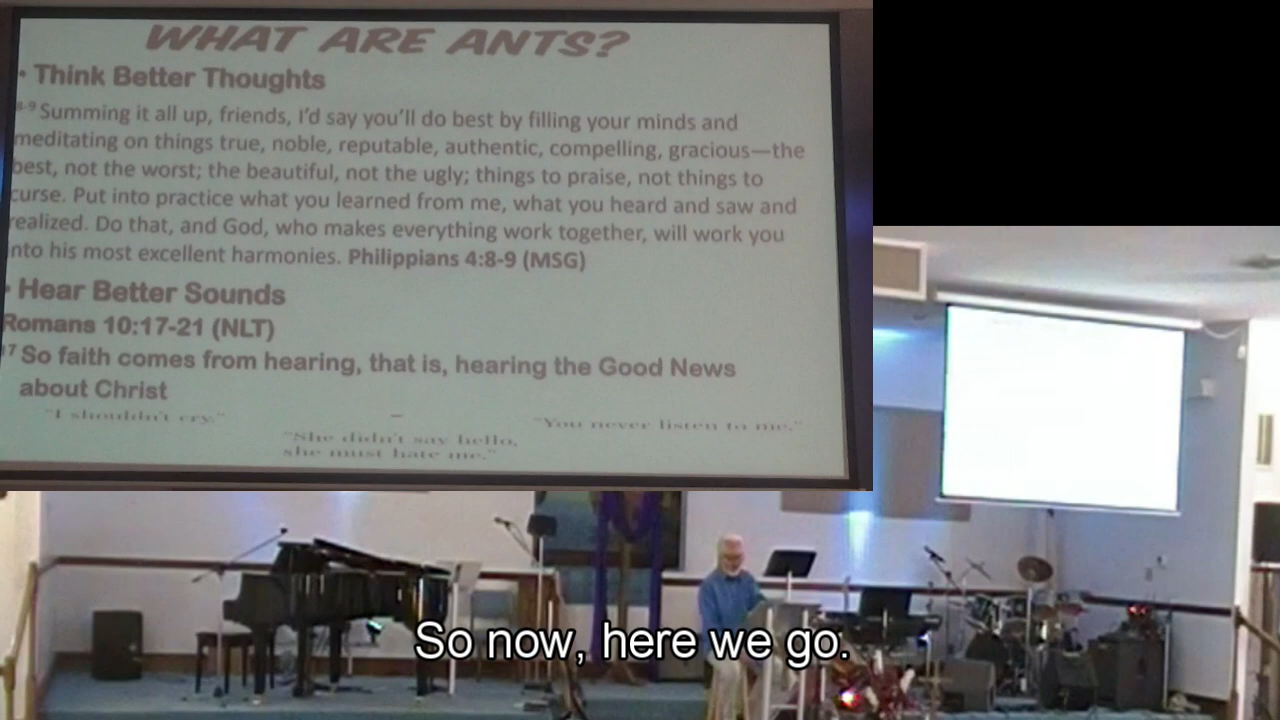 WHAT ARE ANTS?
• Think Better Thoughts
8-9 Summing it all up, friends, I'd say you'll do best by filling your minds and
meditating on things true, noble, reputable, authentic, compelling, gracious—the
best, not the worst; the beautiful, not the ugly; things to praise, not things to
curse. Put into practice what you learned from me, what you heard and saw and
realized. Do that, and God, who makes everything work together, will work you
into his most excellent harmonies. Philippians 4:8-9 (MSG)
• Hear Better Sounds
Romans 10:17-21 (NLT)
17 So faith comes from hearing, that is, hearing the Good News
about Christ
"I shouldn't cry."
"You never listen to me."
"She didn't say hello,
she must hate me."
So now, here we go.